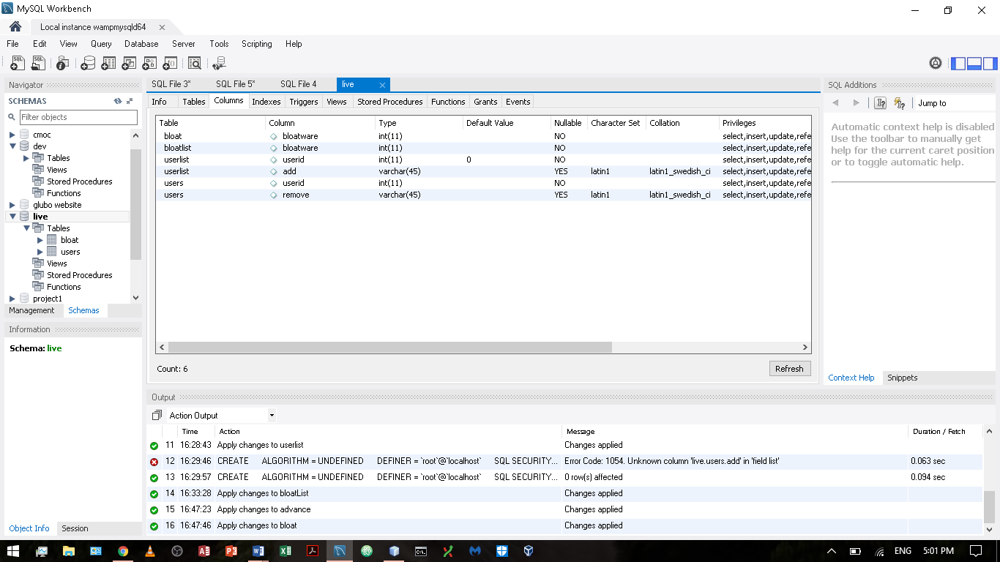 MySQL Workbench
Local instance wampmysqld64
File Edit View Query Database Server Tools Scripting Help
Navigator
SCHEMAS
Filter objects
cmoc
dev
Tables
Views
Stored Procedures
Functions
glubo website
live
Tables
bloat
users
Views
Stored Procedures
Functions
project1
Management Schemas
Information
Schema: live
Object Info Session
SQL File 3* SQL File 5* SQL File 4 live
Info Tables Columns Indexes Triggers Views Stored Procedures Functions Grants Events
Table Column Type Default Value Nullable Character Set Collation Privileges
bloat bloatware int(11) NO select,insert,update,refe
bloatlist bloatware int(11) NO select,insert,update,refe
userlist userid int(11) 0 NO select,insert,update,refe
userlist add varchar(45) YES latin1 latin1_swedish_ci select,insert,update,refe
users userid int(11) NO select,insert,update,refe
users remove varchar(45) YES latin1 latin1_swedish_ci select,insert,update,refe
Count: 6
Refresh
SQL Additions
Jump to
Automatic context help is disabled
Use the toolbar to manually get
help for the current caret position
or to toggle automatic help.
Context Help Snippets
Output
Action Output
Time Action Message Duration / Fetch
11 16:28:43 Apply changes to userlist Changes applied
12 16:29:46 CREATE ALGORITHM = UNDEFINED DEFINER = `root`@`localhost` SQL SECURITY... Error Code: 1054. Unknown column 'live.users.add' in 'field list' 0.063 sec
13 16:29:57 CREATE ALGORITHM = UNDEFINED DEFINER = `root`@`localhost` SQL SECURITY... 0 row(s) affected 0.094 sec
14 16:33:28 Apply changes to bloatList Changes applied
15 16:47:23 Apply changes to advance Changes applied
16 16:47:46 Apply changes to bloat Changes applied
ENG 5:01 PM